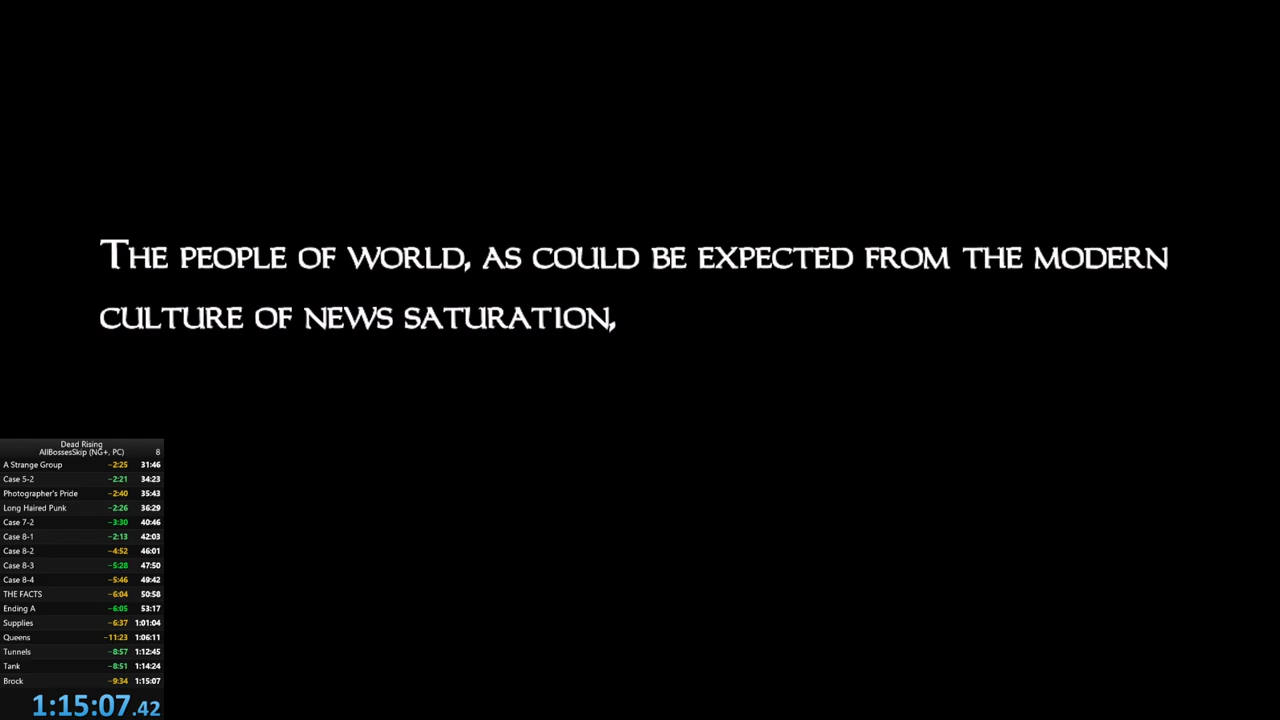 THE PEOPLE OF WORLD, AS COULD BE EXPECTED FROM THE MODERN
CULTURE OF NEWS SATURATION,
Dead Rising
AllBossesSkip (NG+, PC) 8
A Strange Group -2:25 31:46
Case 5-2 -2:21 34:23
Photographer's Pride -2:40 35:43
Long Haired Punk -2:26 36:29
Case 7-2 -3:30 40:46
Case 8-1 -2:13 42:03
Case 8-2 -4:52 46:01
Case 8-3 -5:28 47:50
Case 8-4 -5:46 49:42
THE FACTS -6:04 50:58
Ending A -6:05 53:17
Supplies -6:37 1:01:04
Queens -11:23 1:06:11
Tunnels -8:57 1:12:45
Tank -8:51 1:14:24
Brock -9:34 1:15:07
1:15:07.42